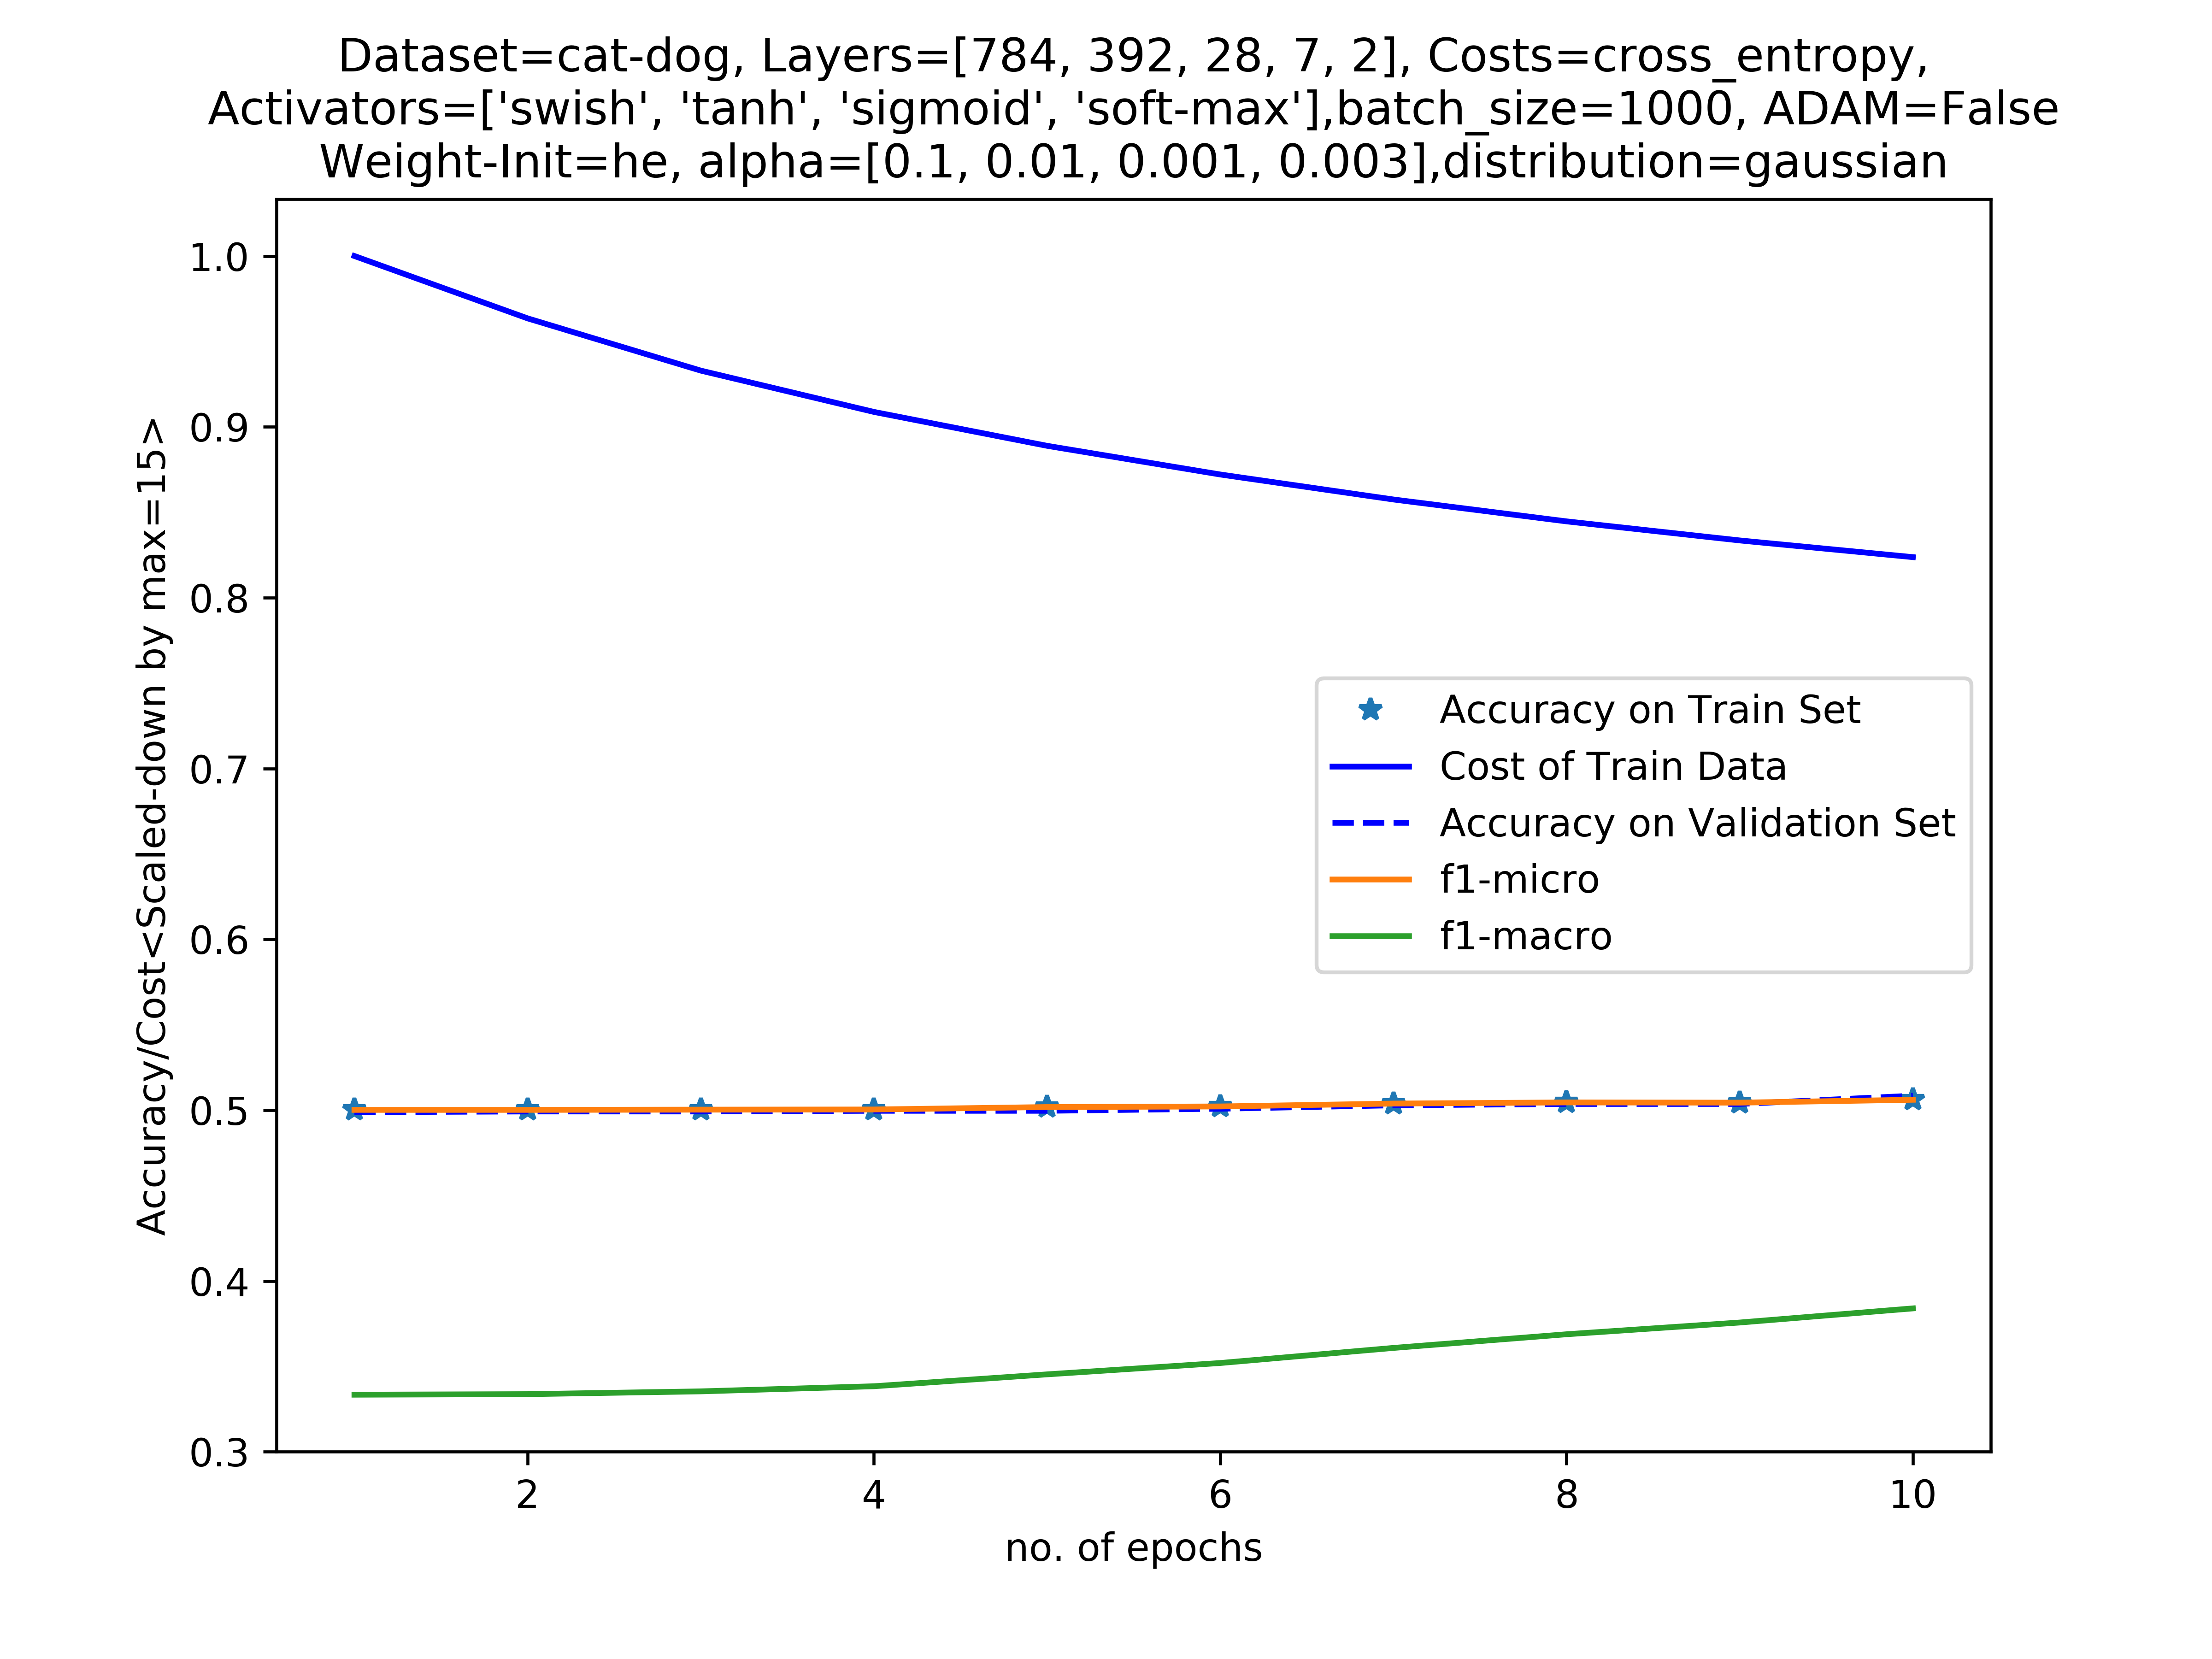 Dataset=cat-dog, Layers=[784, 392, 28, 7, 2], Costs=cross_entropy,
Activators=['swish', 'tanh', 'sigmoid', 'soft-max'],batch_size=1000, ADAM=False
Weight-Init=he, alpha=[0.1, 0.01, 0.001, 0.003],distribution=gaussian
Accuracy/Cost<Scaled-down by max=15>
1.0
0.9
0.8
0.7
0.6
0.5
0.4
0.3
Accuracy on Train Set
Cost of Train Data
Accuracy on Validation Set
f1-micro
f1-macro
2
4
6
8
10
no. of epochs